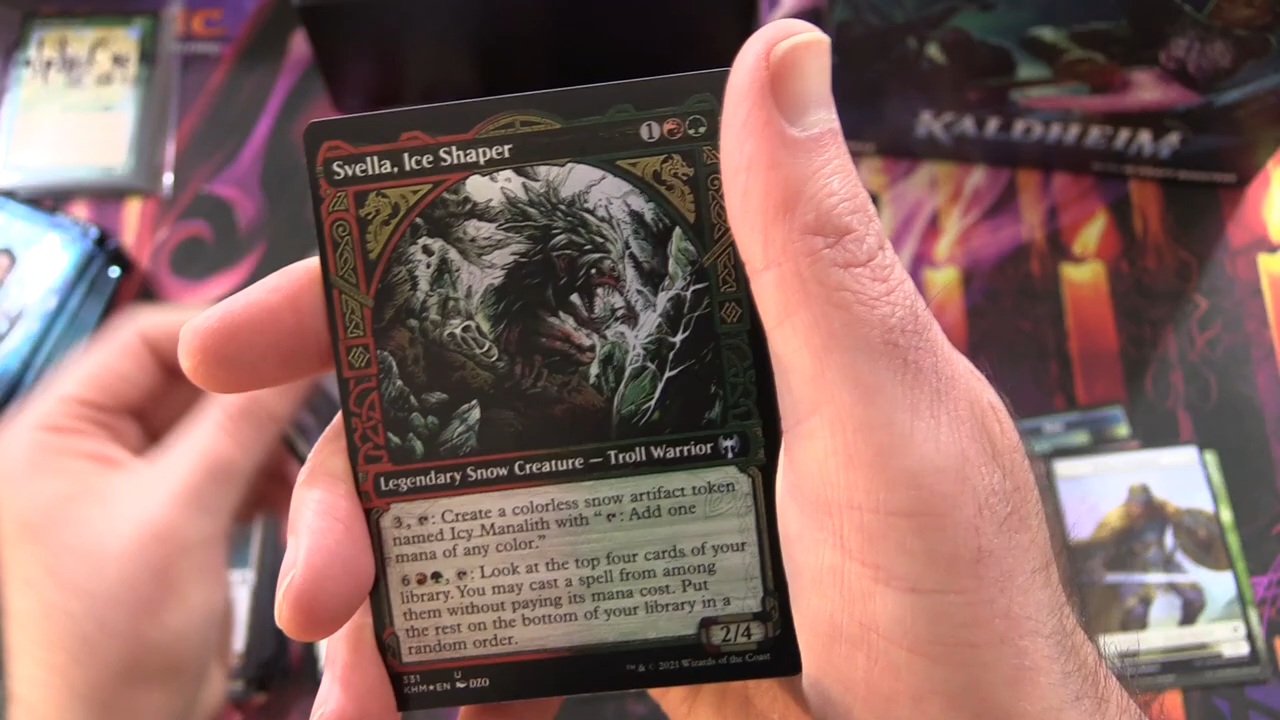 KALDHEIM
Svella, Ice Shaper
1
Legendary Snow Creature — Troll Warrior
3, : Create a colorless snow artifact token
named Icy Manalith with “ : Add one
mana of any color.”
6 , : Look at the top four cards of your
library. You may cast a spell from among
them without paying its mana cost. Put
the rest on the bottom of your library in a
random order.
2/4
331 U
KHM★EN DZO
™ & © 2021 Wizards of the Coast